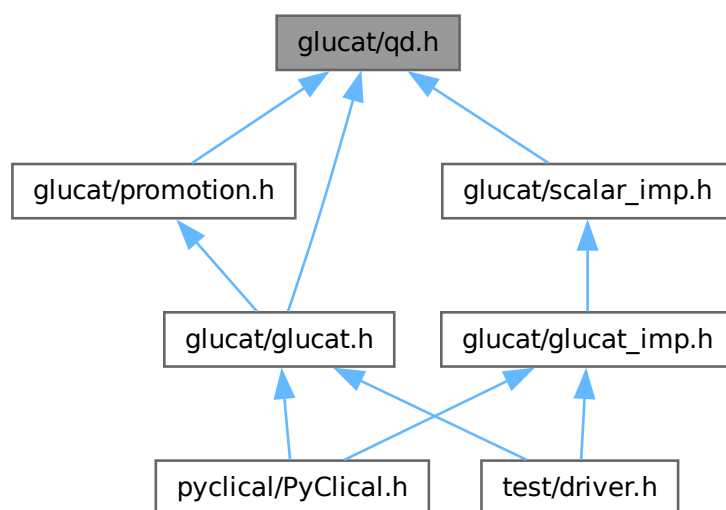 glucat/qd.h
glucat/promotion.h
glucat/scalar_imp.h
glucat/glucat.h
glucat/glucat_imp.h
pyclical/PyClical.h
test/driver.h